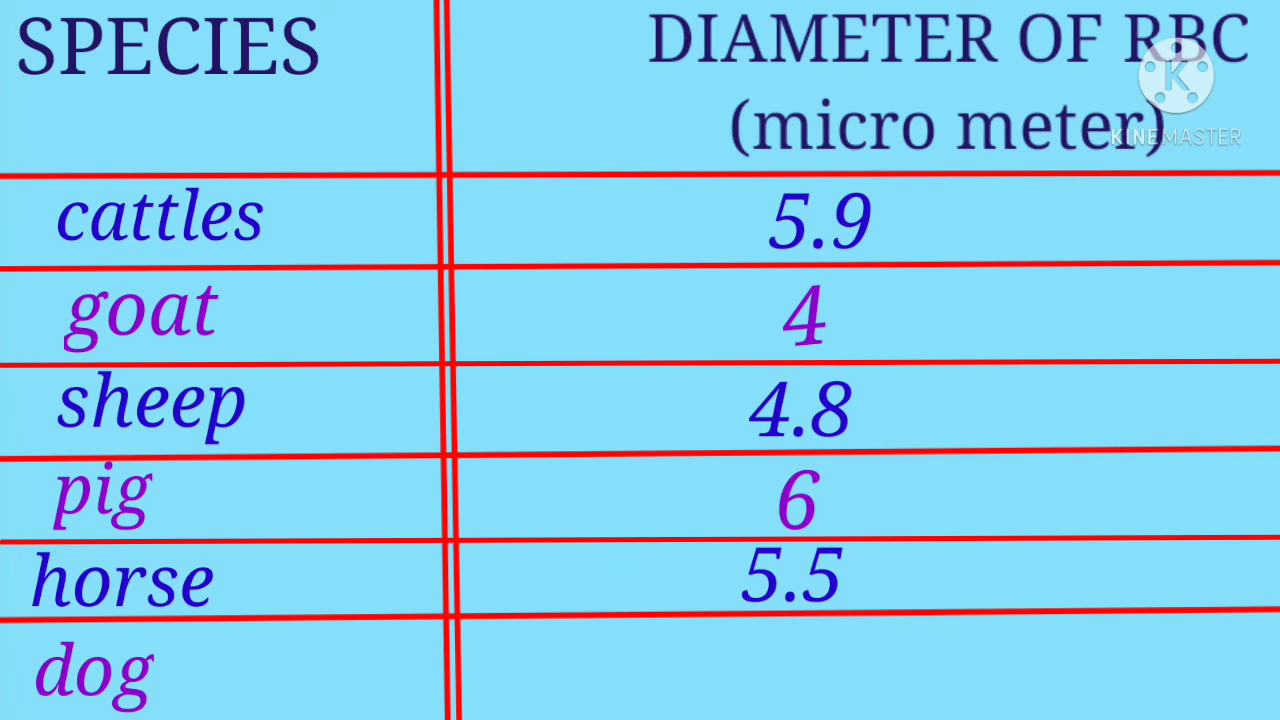 SPECIES DIAMETER OF RBC
(micro meter)
KINEMASTER
cattles 5.9
goat 4
sheep 4.8
pig 6
horse 5.5
dog